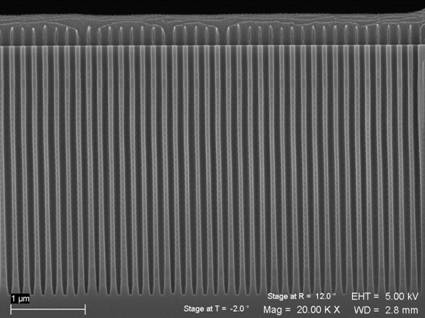 1 µm
Stage at R = 12.0 ° EHT = 5.00 kV
Stage at T = -2.0 ° Mag = 20.00 K X WD = 2.8 mm